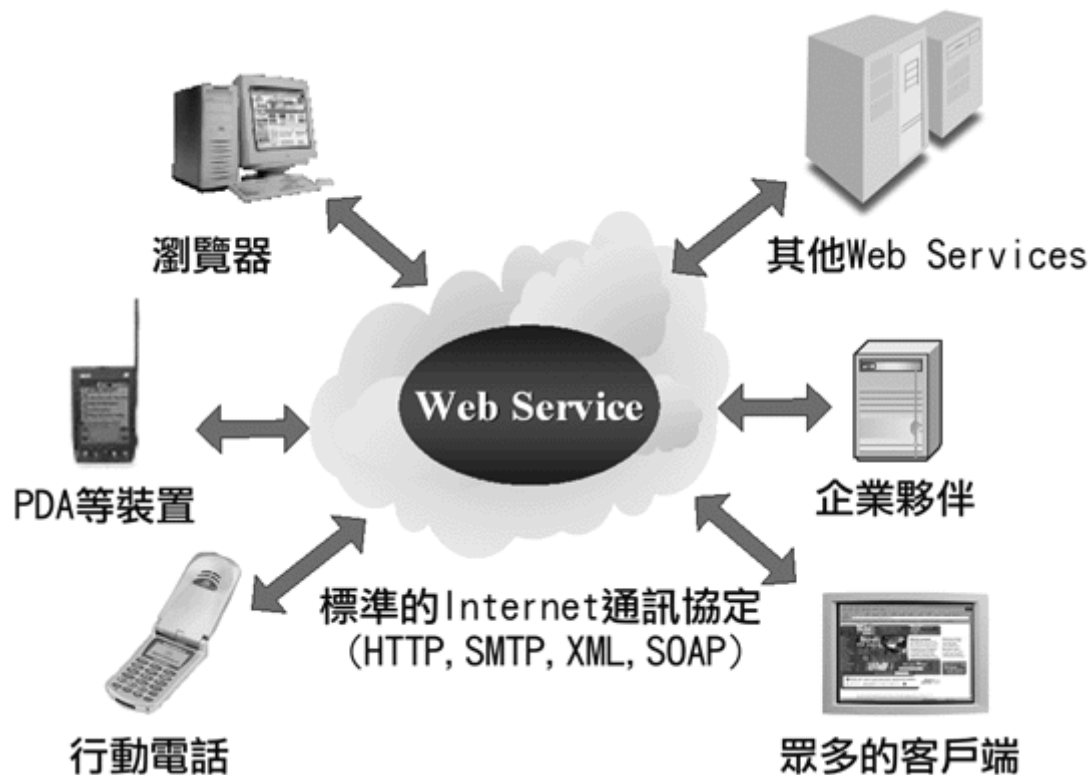 瀏覽器
其他Web Services
Web Service
PDA等裝置
企業夥伴
標準的Internet通訊協定
(HTTP, SMTP, XML, SOAP)
行動電話
眾多的客戶端